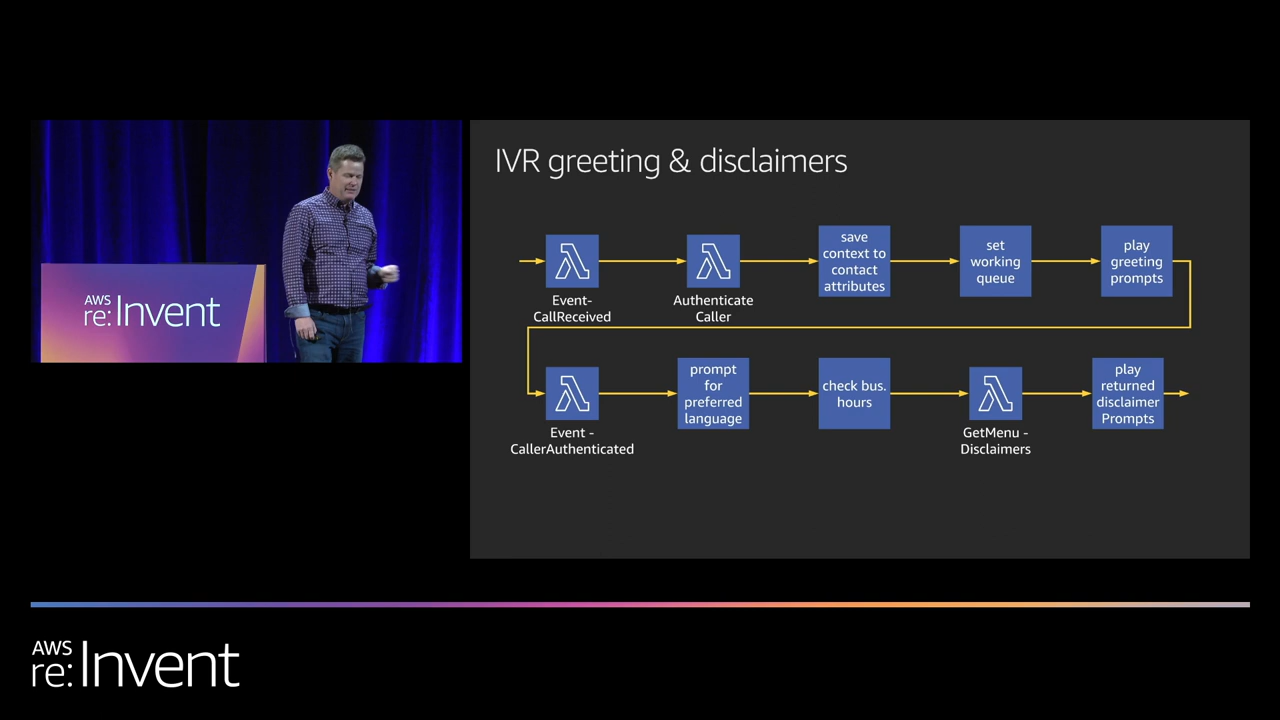 AWS
re:Invent
IVR greeting & disclaimers
Event-
CallReceived
Authenticate
Caller
save
context to
contact
attributes
set
working
queue
play
greeting
prompts
Event -
CallerAuthenticated
prompt
for
preferred
language
check bus.
hours
GetMenu -
Disclaimers
play
returned
disclaimer
Prompts
AWS
re:Invent